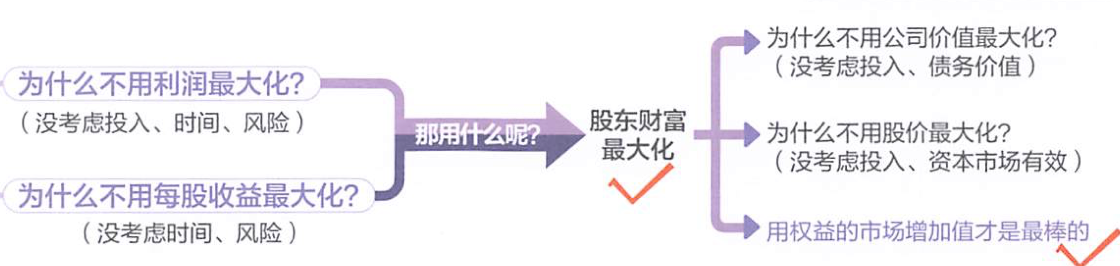 为什么不用利润最大化?
（没考虑投入、时间、风险）
为什么不用每股收益最大化?
（没考虑时间、风险）
那用什么呢?
股东财富
最大化
为什么不用公司价值最大化?
（没考虑投入、债务价值）
为什么不用股价最大化?
（没考虑投入、资本市场有效）
用权益的市场增加值才是最棒的